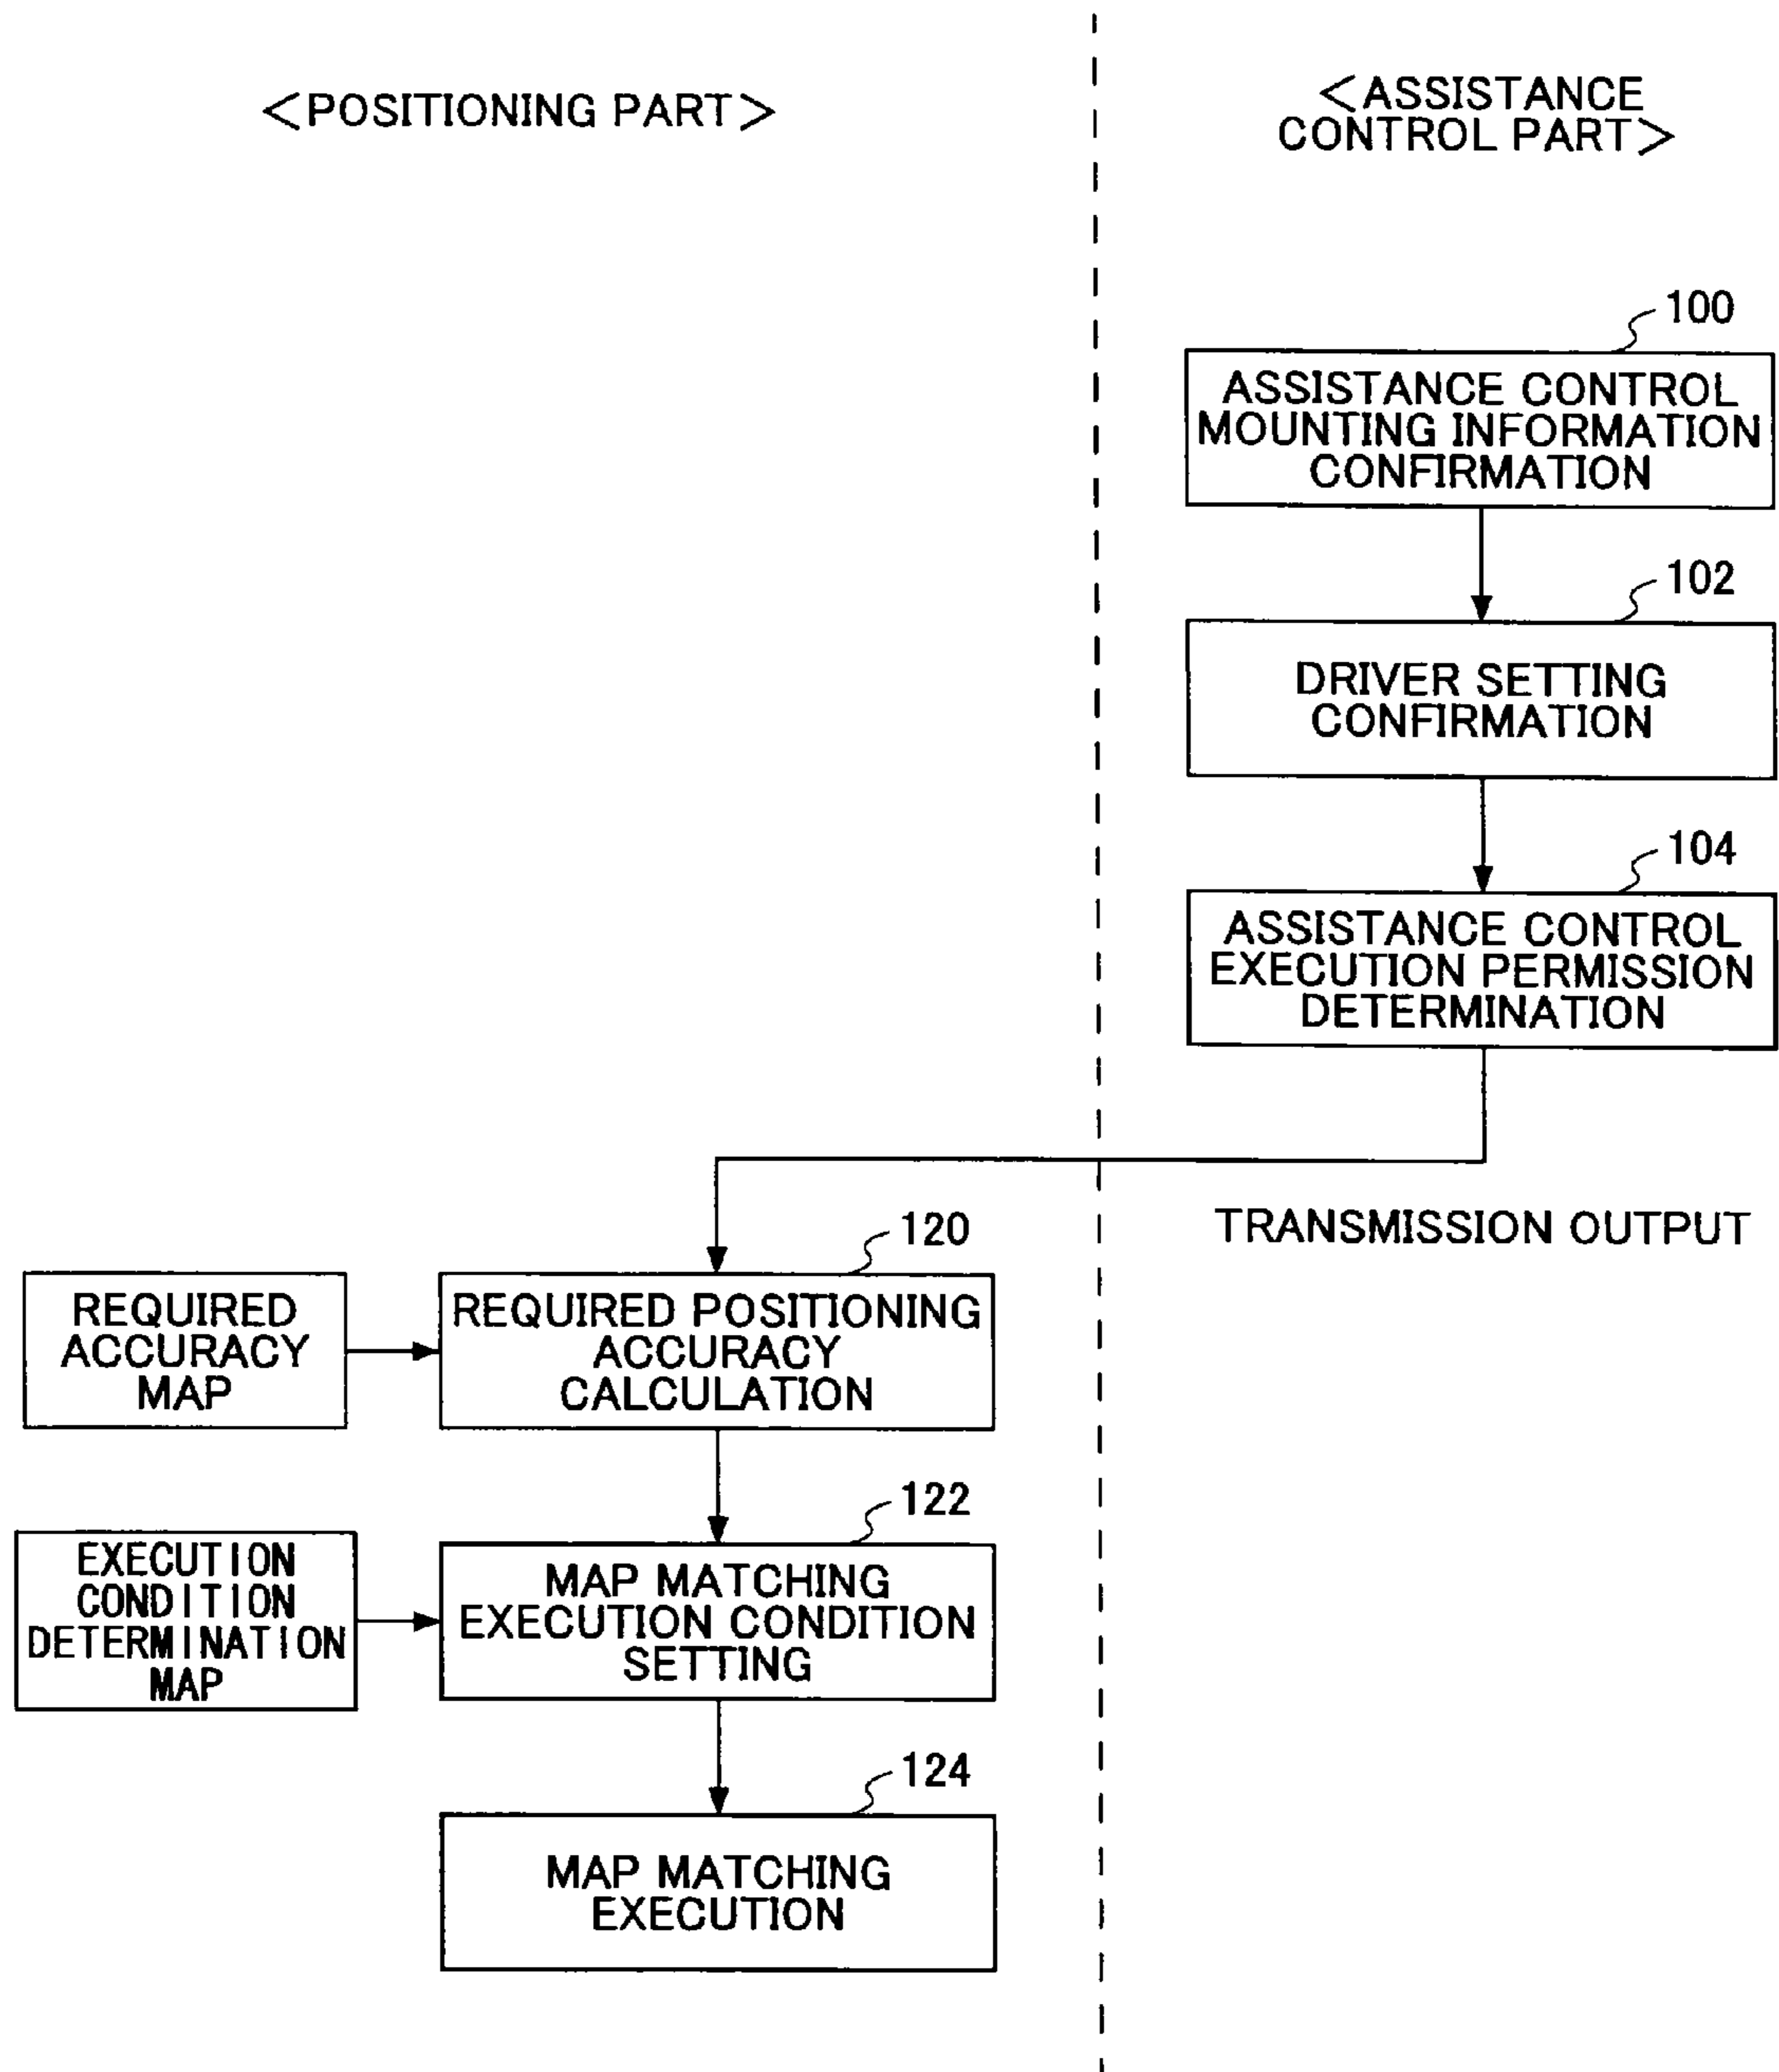 <POSITIONING PART>
<ASSISTANCE
CONTROL PART>
100
ASSISTANCE CONTROL
MOUNTING INFORMATION
CONFIRMATION
102
DRIVER SETTING
CONFIRMATION
104
ASSISTANCE CONTROL
EXECUTION PERMISSION
DETERMINATION
TRANSMISSION OUTPUT
120
REQUIRED
ACCURACY
MAP
REQUIRED POSITIONING
ACCURACY
CALCULATION
122
EXECUTION
CONDITION
DETERMINATION
MAP
MAP MATCHING
EXECUTION CONDITION
SETTING
124
MAP MATCHING
EXECUTION